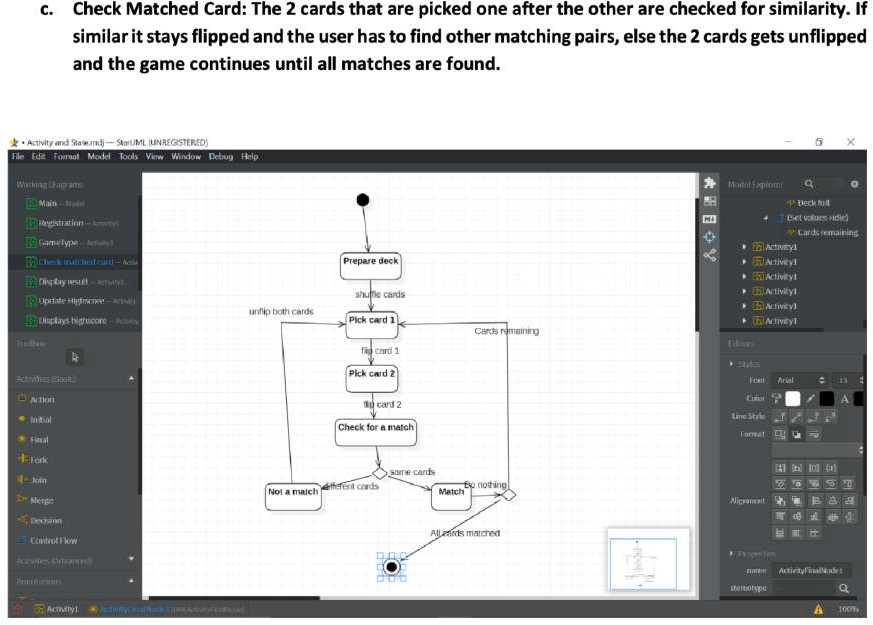 c. Check Matched Card: The 2 cards that are picked one after the other are checked for similarity. If
similar it stays flipped and the user has to find other matching pairs, else the 2 cards gets unflipped
and the game continues until all matches are found.
Activity and State.mdj — StarUML (UNREGISTERED)
File Edit Format Model Tools View Window Debug Help
Working Diagrams
Main — Model
Registration — Activity1
Gametype — Activity1
Check matched card — Activ
Display result — Activity1
Update Highscore — Activity
Displays highscore — Activity
Toolbox
Activities (Basic)
Action
Initial
Final
Fork
Join
Merge
Decision
Control Flow
Activities (Advanced)
Annotations
Prepare deck
shuffle cards
unflip both cards
Pick card 1
Cards remaining
flip card 1
Pick card 2
flip card 2
Check for a match
same cards
different cards
Do nothing
Not a match
Match
All cards matched
Model Explorer
Deck full
(Set values→idle)
Cards remaining
Activity1
Activity1
Activity1
Activity1
Activity1
Activity1
Editors
Styles
Font Arial 13
Color A
Line Style
Format
Alignment
Properties
name ActivityFinalNode1
stereotype
Activity1 ActivityFinalNode1
100%